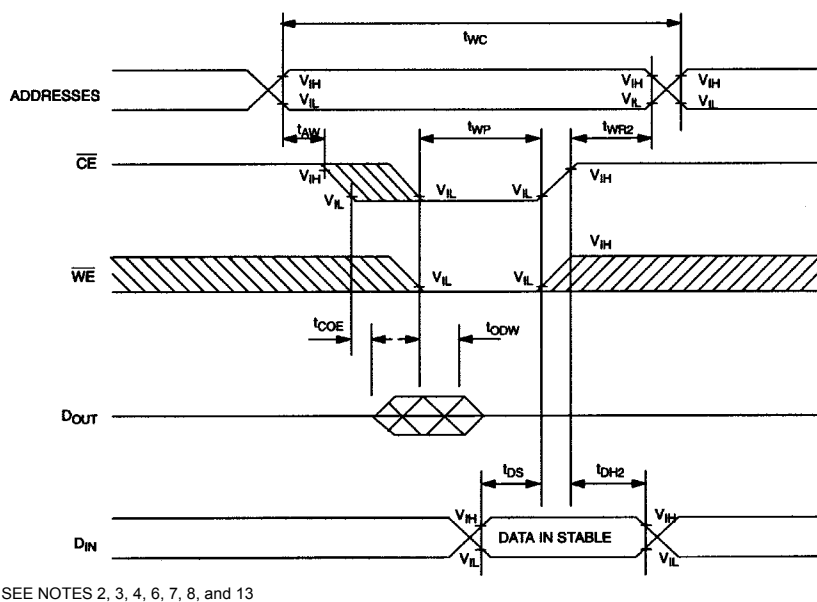 tWC
VIH VIH VIH
ADDRESSES
VIL VIL VIL
tAW tWP tWR2
CE
VIH VIH
VIL VIL VIL
VIH
WE
VIL VIL
tCOE tODW
DOUT
tDS tDH2
VIH VIH
DATA IN STABLE
DIN
VIL VIL
SEE NOTES 2, 3, 4, 6, 7, 8, and 13